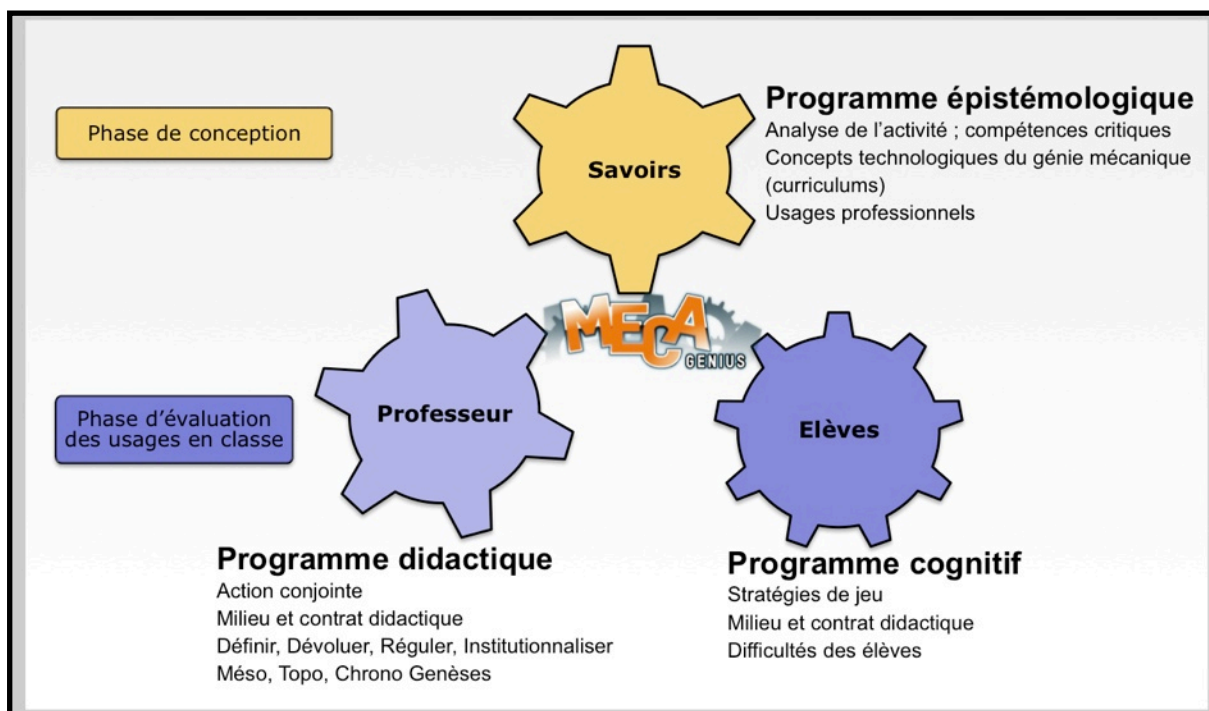 Phase de conception
Savoirs
Programme épistémologique
Analyse de l'activité ; compétences critiques
Concepts technologiques du génie mécanique
(curriculums)
Usages professionnels
MECA
GENIUS
Phase d'évaluation
des usages en classe
Professeur
Elèves
Programme didactique
Action conjointe
Milieu et contrat didactique
Définir, Dévoluer, Réguler, Institutionnaliser
Méso, Topo, Chrono Genèses
Programme cognitif
Stratégies de jeu
Milieu et contrat didactique
Difficultés des élèves